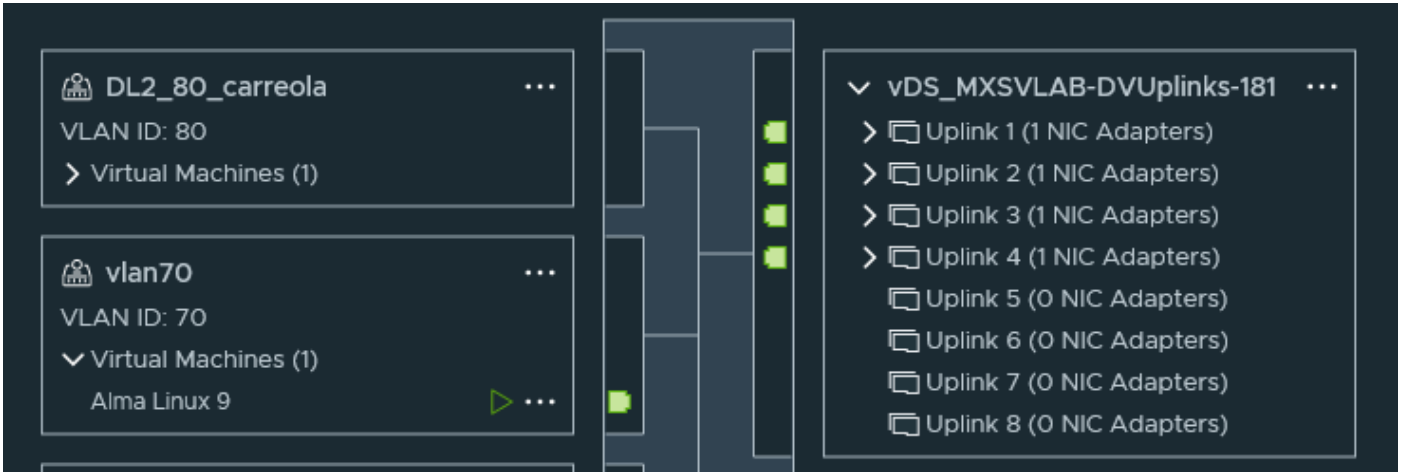 DL2_80_carreola ...
VLAN ID: 80
Virtual Machines (1)
vlan70 ...
VLAN ID: 70
Virtual Machines (1)
Alma Linux 9 ...
vDS_MXSVLAB-DVUplinks-181 ...
Uplink 1 (1 NIC Adapters)
Uplink 2 (1 NIC Adapters)
Uplink 3 (1 NIC Adapters)
Uplink 4 (1 NIC Adapters)
Uplink 5 (0 NIC Adapters)
Uplink 6 (0 NIC Adapters)
Uplink 7 (0 NIC Adapters)
Uplink 8 (0 NIC Adapters)